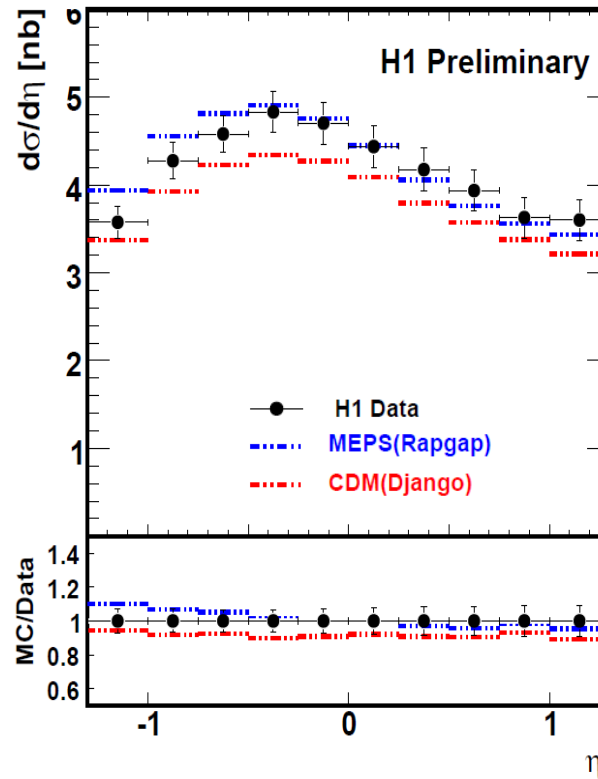 dσ/dη [nb]
6
H1 Preliminary
5
4
3
2
H1 Data
MEPS(Rapgap)
1
CDM(Django)
MC/Data
1.4
1.2
1
0.8
0.6
-1
0
1
η